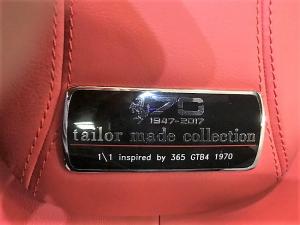 70
1947-2017
tailor made collection
1\1 inspired by 365 GTB4 1970